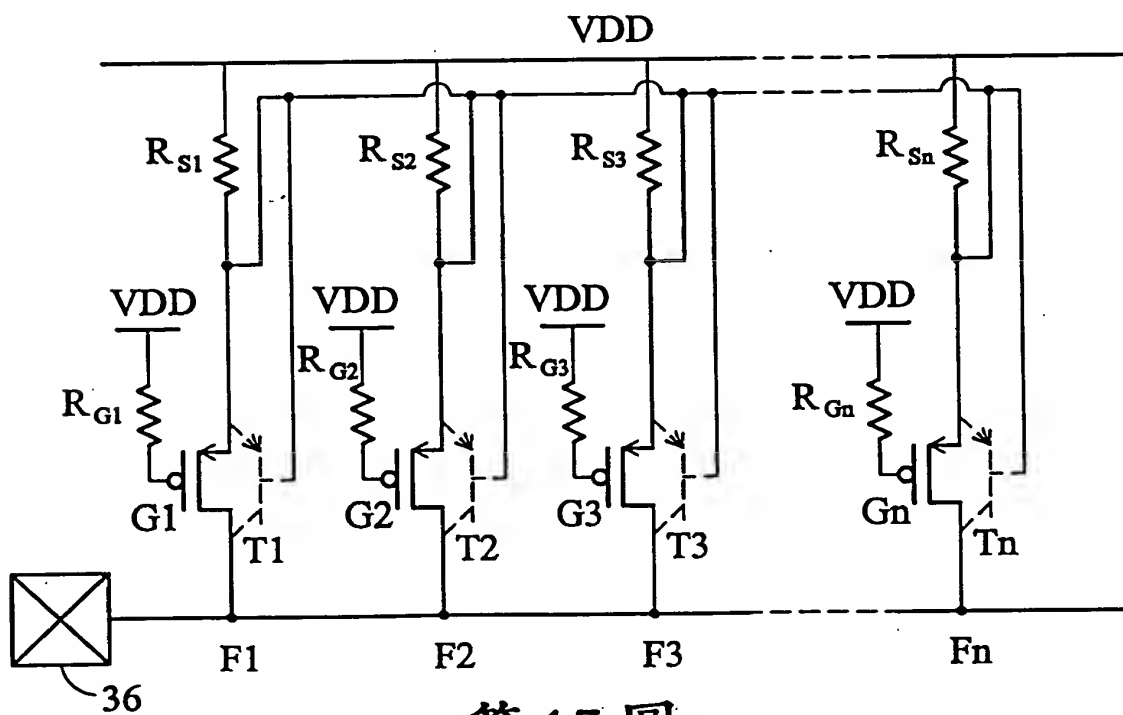 VDD
R S1
R S2
R S3
R Sn
VDD
VDD
VDD
VDD
R G1
R G2
R G3
R Gn
G1
T1
G2
T2
G3
T3
Gn
Tn
F1
F2
F3
Fn
36